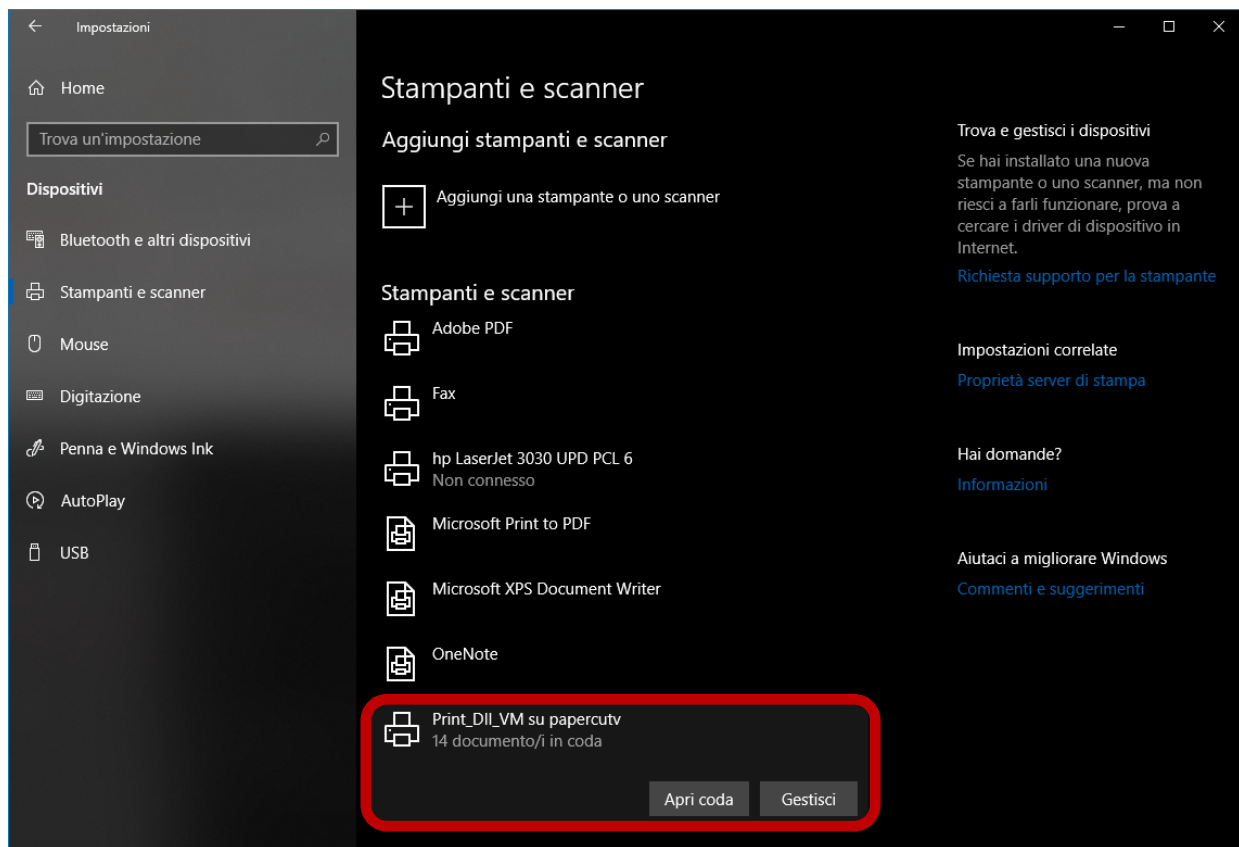 Impostazioni
Home
Trova un'impostazione
Dispositivi
Bluetooth e altri dispositivi
Stampanti e scanner
Mouse
Digitazione
Penna e Windows Ink
AutoPlay
USB
Stampanti e scanner
Aggiungi stampanti e scanner
Aggiungi una stampante o uno scanner
Stampanti e scanner
Adobe PDF
Fax
hp LaserJet 3030 UPD PCL 6
Non connesso
Microsoft Print to PDF
Microsoft XPS Document Writer
OneNote
Print_DII_VM su papercutv
14 documento/i in coda
Apri coda
Gestisci
Trova e gestisci i dispositivi
Se hai installato una nuova
stampante o uno scanner, ma non
riesci a farli funzionare, prova a
cercare i driver di dispositivo in
Internet.
Richiesta supporto per la stampante
Impostazioni correlate
Proprietà server di stampa
Hai domande?
Informazioni
Aiutaci a migliorare Windows
Commenti e suggerimenti